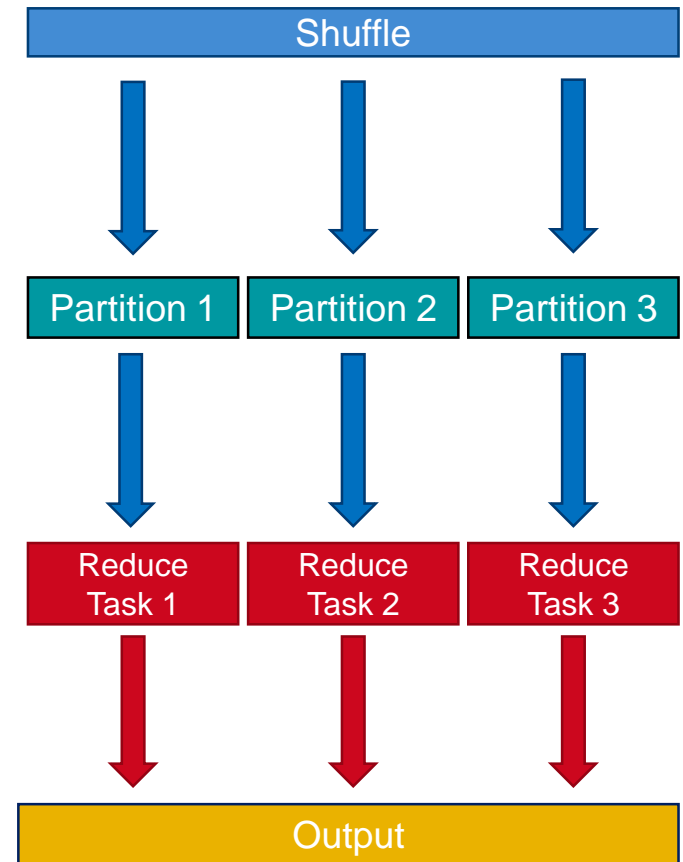 Shuffle
Partition 1
Partition 2
Partition 3
Reduce
Task 1
Reduce
Task 2
Reduce
Task 3
Output